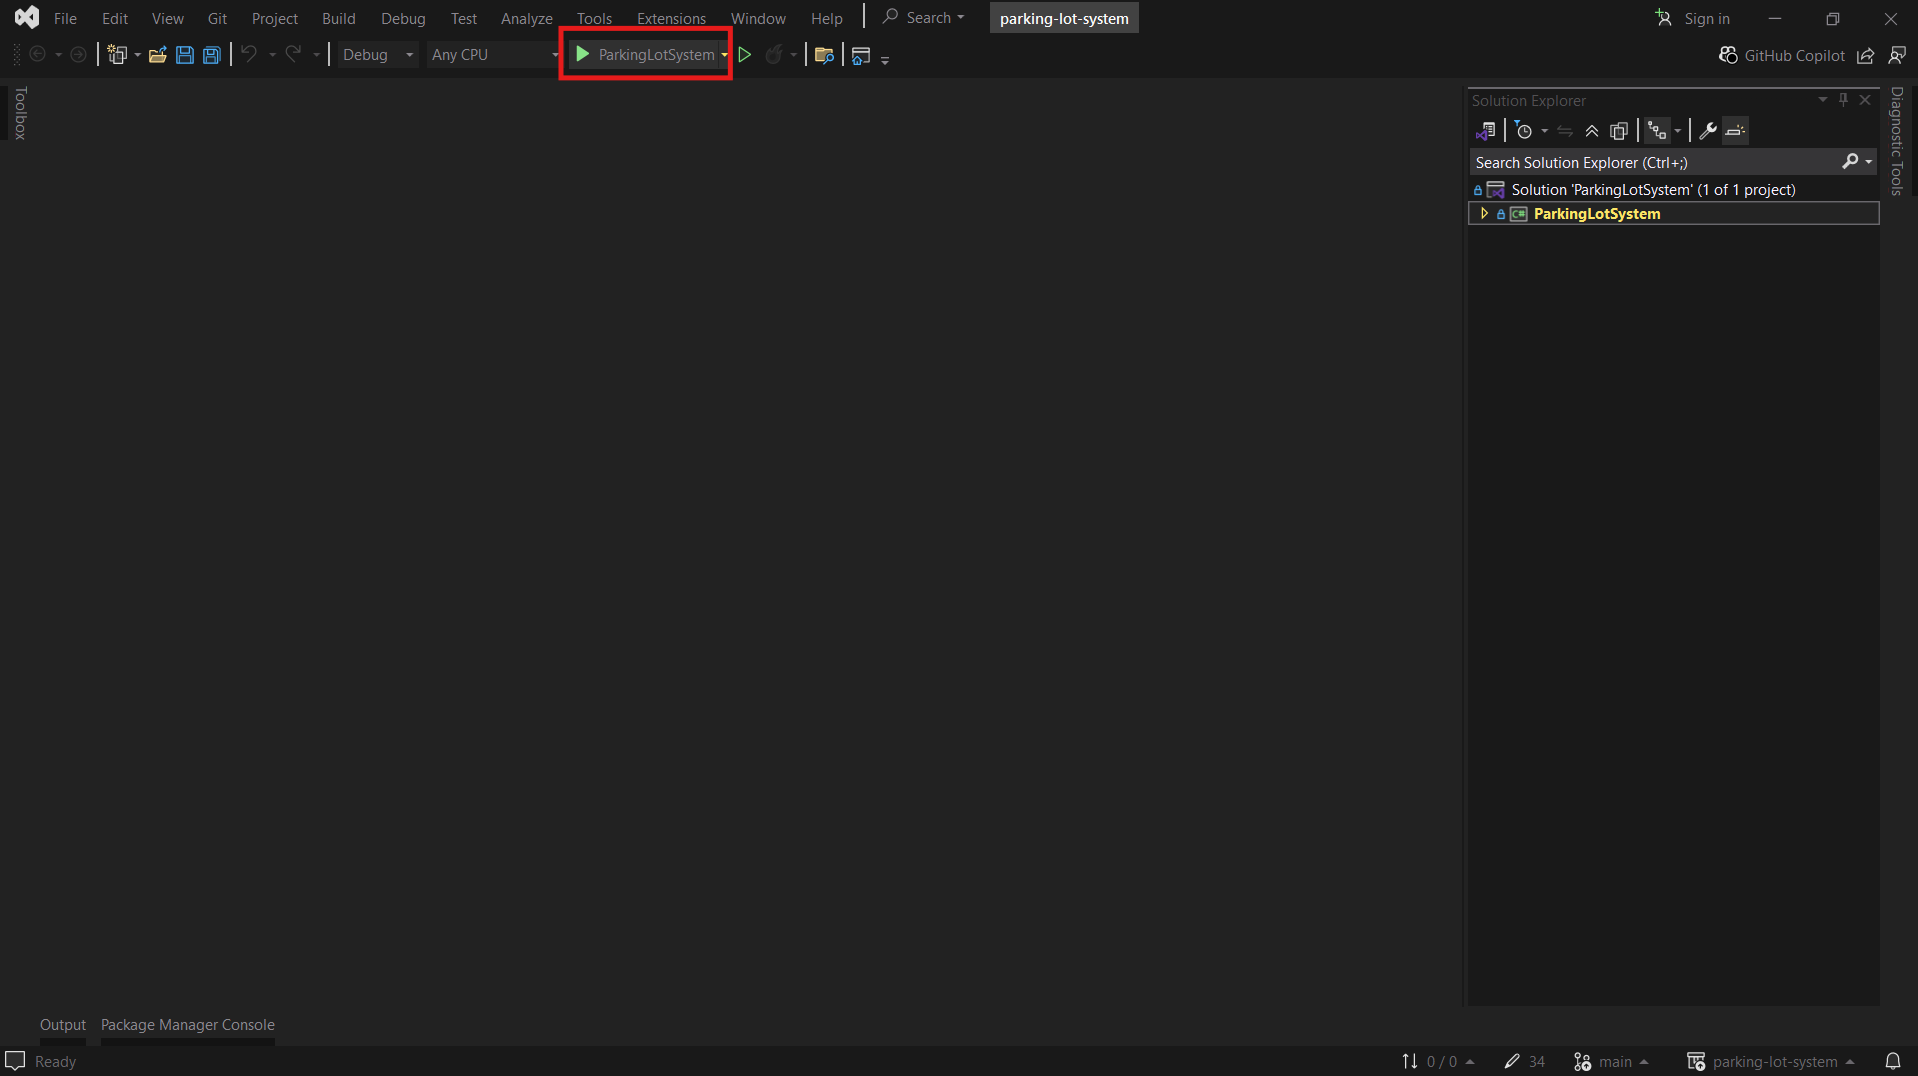 File Edit View Git Project Build Debug Test Analyze Tools Extensions Window Help Search parking-lot-system Sign in
Debug Any CPU ParkingLotSystem GitHub Copilot
Toolbox
Solution Explorer
Search Solution Explorer (Ctrl+;)
Solution 'ParkingLotSystem' (1 of 1 project)
C# ParkingLotSystem
Diagnostic Tools
Output Package Manager Console
Ready 0 / 0 34 main parking-lot-system